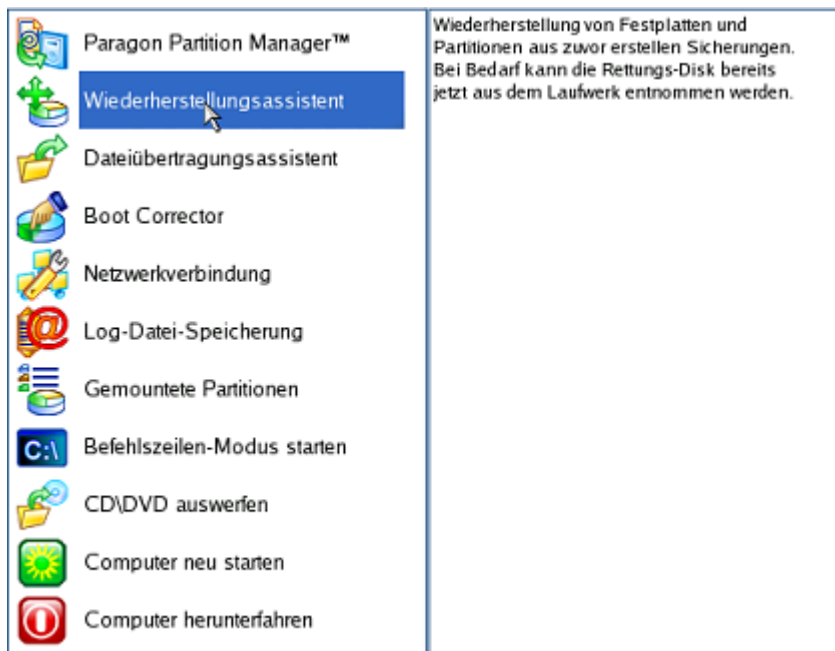 Paragon Partition Manager™
Wiederherstellungsassistent
Dateiübertragungsassistent
Boot Corrector
Netzwerkverbindung
Log-Datei-Speicherung
Gemountete Partitionen
C:\
Befehlszeilen-Modus starten
CD\DVD auswerfen
Computer neu starten
Computer herunterfahren
Wiederherstellung von Festplatten und
Partitionen aus zuvor erstellen Sicherungen.
Bei Bedarf kann die Rettungs-Disk bereits
jetzt aus dem Laufwerk entnommen werden.